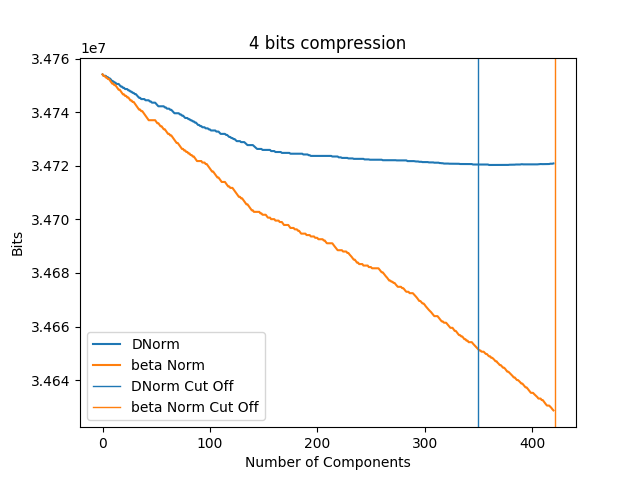 4 bits compression
1e7
3.476
3.474
3.472
3.470
3.468
3.466
3.464
Bits
DNorm
beta Norm
DNorm Cut Off
beta Norm Cut Off
0 100 200 300 400
Number of Components